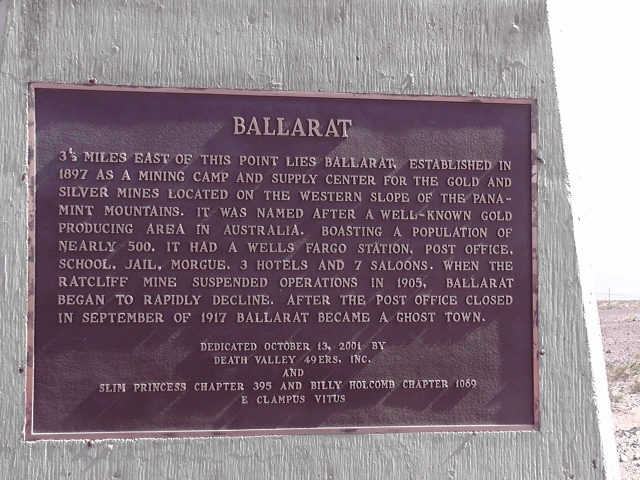 BALLARAT
3½ MILES EAST OF THIS POINT LIES BALLARAT, ESTABLISHED IN
1897 AS A MINING CAMP AND SUPPLY CENTER FOR THE GOLD AND
SILVER MINES LOCATED ON THE WESTERN SLOPE OF THE PANA-
MINT MOUNTAINS. IT WAS NAMED AFTER A WELL-KNOWN GOLD
PRODUCING AREA IN AUSTRALIA. BOASTING A POPULATION OF
NEARLY 500, IT HAD A WELLS FARGO STATION, POST OFFICE,
SCHOOL, JAIL, MORGUE, 3 HOTELS AND 7 SALOONS. WHEN THE
RATCLIFF MINE SUSPENDED OPERATIONS IN 1905, BALLARAT
BEGAN TO RAPIDLY DECLINE. AFTER THE POST OFFICE CLOSED
IN SEPTEMBER OF 1917 BALLARAT BECAME A GHOST TOWN.
DEDICATED OCTOBER 13, 2001 BY
DEATH VALLEY 49ERS, INC.
AND
SLIM PRINCESS CHAPTER 395 AND BILLY HOLCOMB CHAPTER 1069
E CLAMPUS VITUS